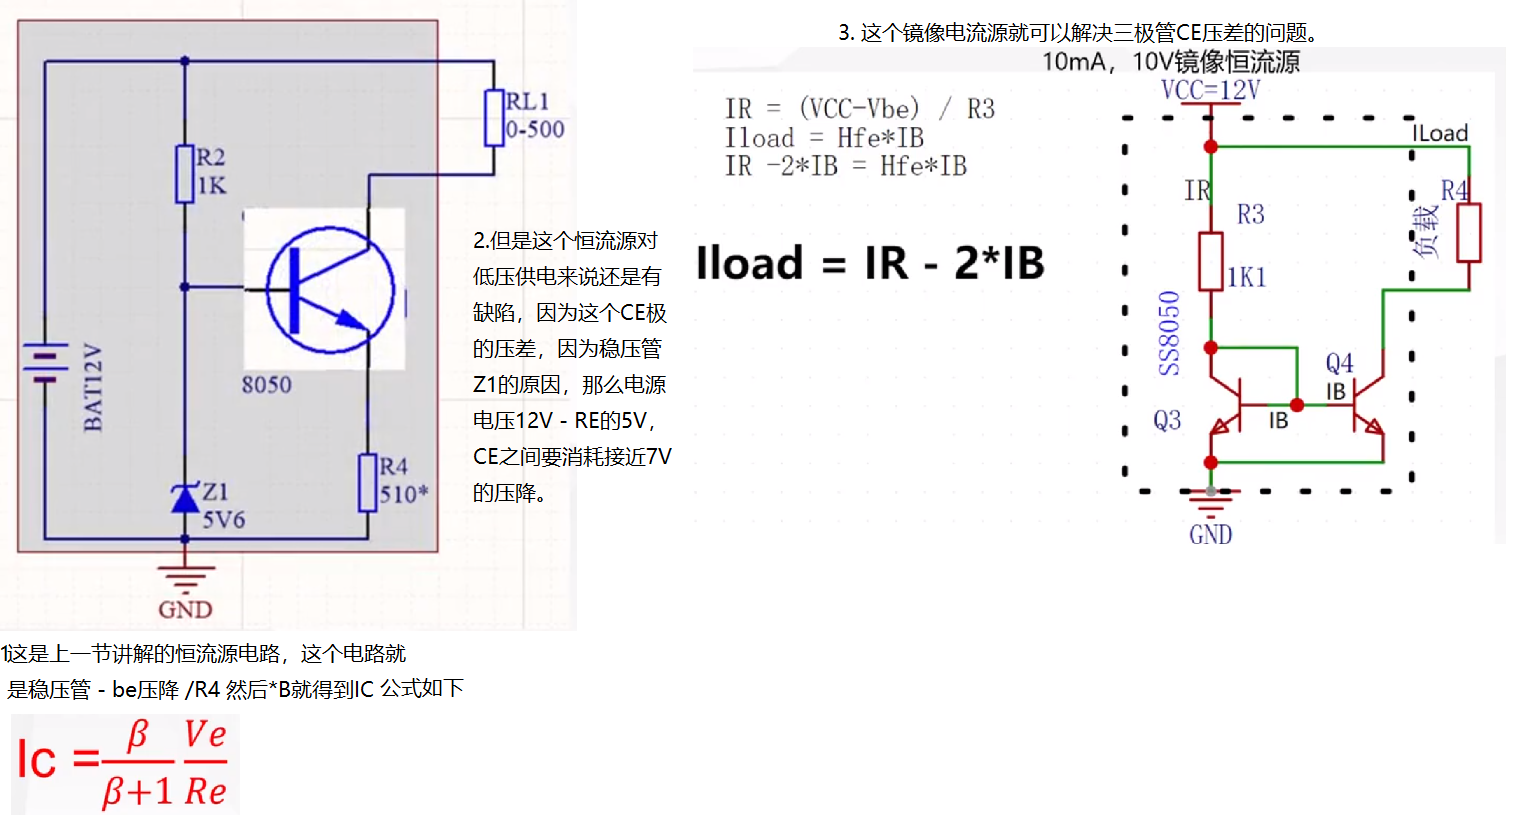 RL1
0-500
R2
1K
8050
BAT12V
R4
510*
Z1
5V6
GND
1这是上一节讲解的恒流源电路，这个电路就
是稳压管 - be压降 /R4 然后*B就得到IC 公式如下
Ic = β/(β+1) Ve/Re
2.但是这个恒流源对
低压供电来说还是有
缺陷，因为这个CE极
的压差，因为稳压管
Z1的原因，那么电源
电压12V - RE的5V，
CE之间要消耗接近7V
的压降。
3. 这个镜像电流源就可以解决三极管CE压差的问题。
10mA，10V镜像恒流源
IR = (VCC-Vbe) / R3
Iload = Hfe*IB
IR -2*IB = Hfe*IB
Iload = IR - 2*IB
VCC=12V
ILoad
IR
R3
1K1
R4
负载
SS8050
Q3
Q4
IB
IB
GND